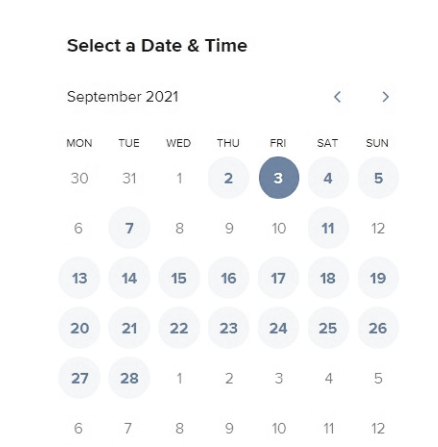 Select a Date & Time
September 2021
MON TUE WED THU FRI SAT SUN
30 31 1 2 3 4 5
6 7 8 9 10 11 12
13 14 15 16 17 18 19
20 21 22 23 24 25 26
27 28 1 2 3 4 5
6 7 8 9 10 11 12